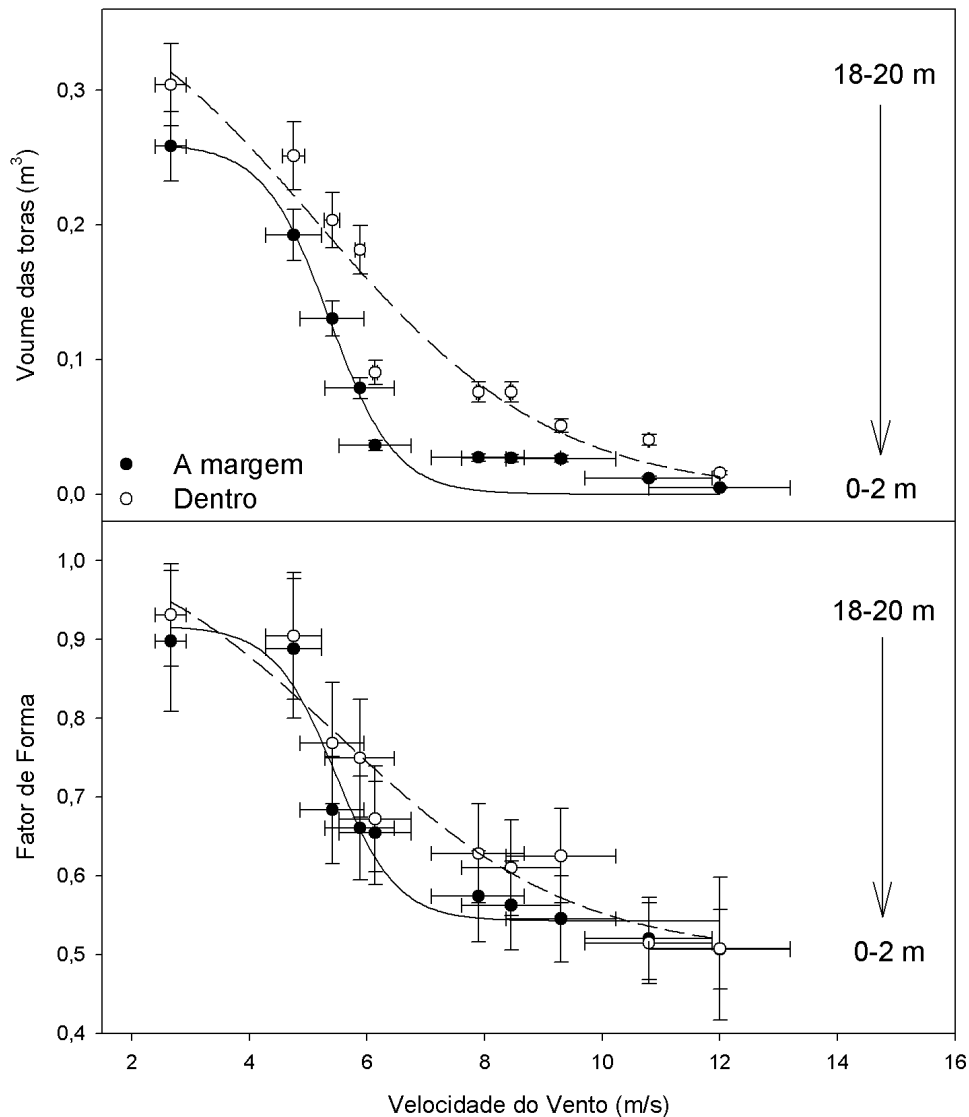 0,3
0,2
0,1
0,0
Voume das toras (m³)
18-20 m
0-2 m
A margem
Dentro
1,0
0,9
0,8
0,7
0,6
0,5
0,4
Fator de Forma
18-20 m
0-2 m
2 4 6 8 10 12 14 16
Velocidade do Vento (m/s)